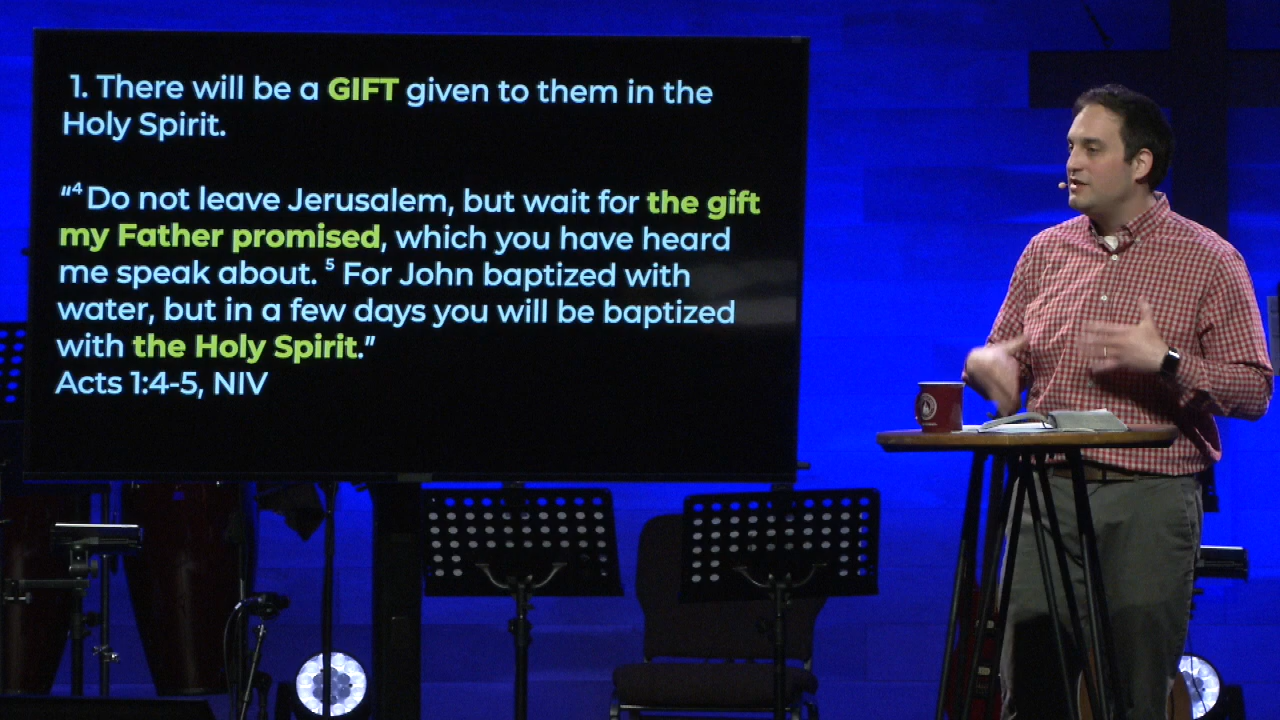 1. There will be a GIFT given to them in the
Holy Spirit.
"⁴ Do not leave Jerusalem, but wait for the gift
my Father promised, which you have heard
me speak about. ⁵ For John baptized with
water, but in a few days you will be baptized
with the Holy Spirit."
Acts 1:4-5, NIV